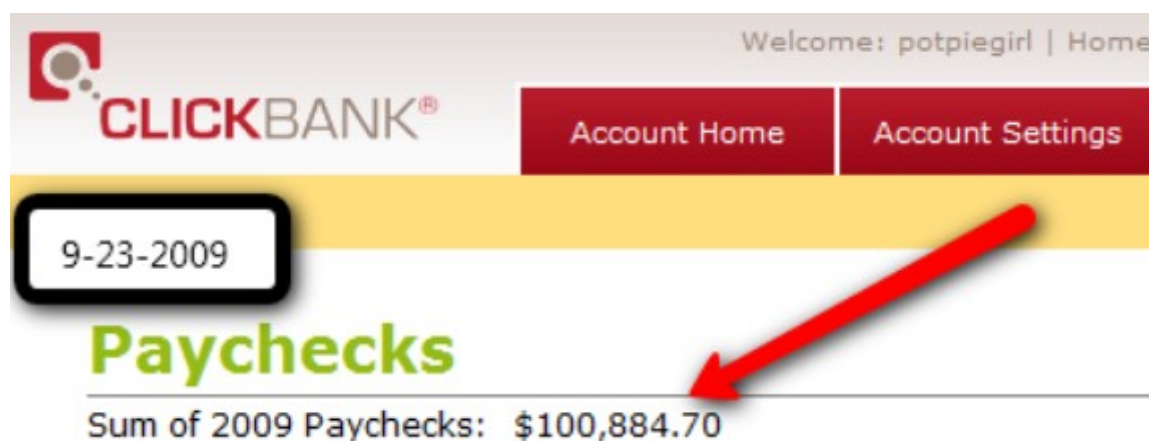 Welcome: potpiegirl | Home
CLICKBANK®
Account Home
Account Settings
9-23-2009
Paychecks
Sum of 2009 Paychecks: $100,884.70